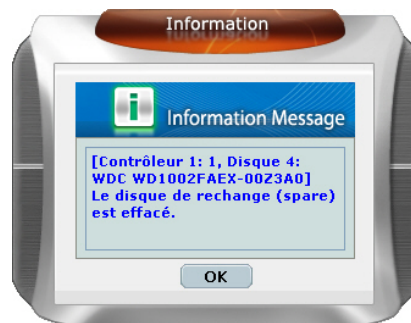 Information
Information Message
[Contrôleur 1: 1, Disque 4:
WDC WD1002FAEX-00Z3A0]
Le disque de rechange (spare)
est effacé.
OK